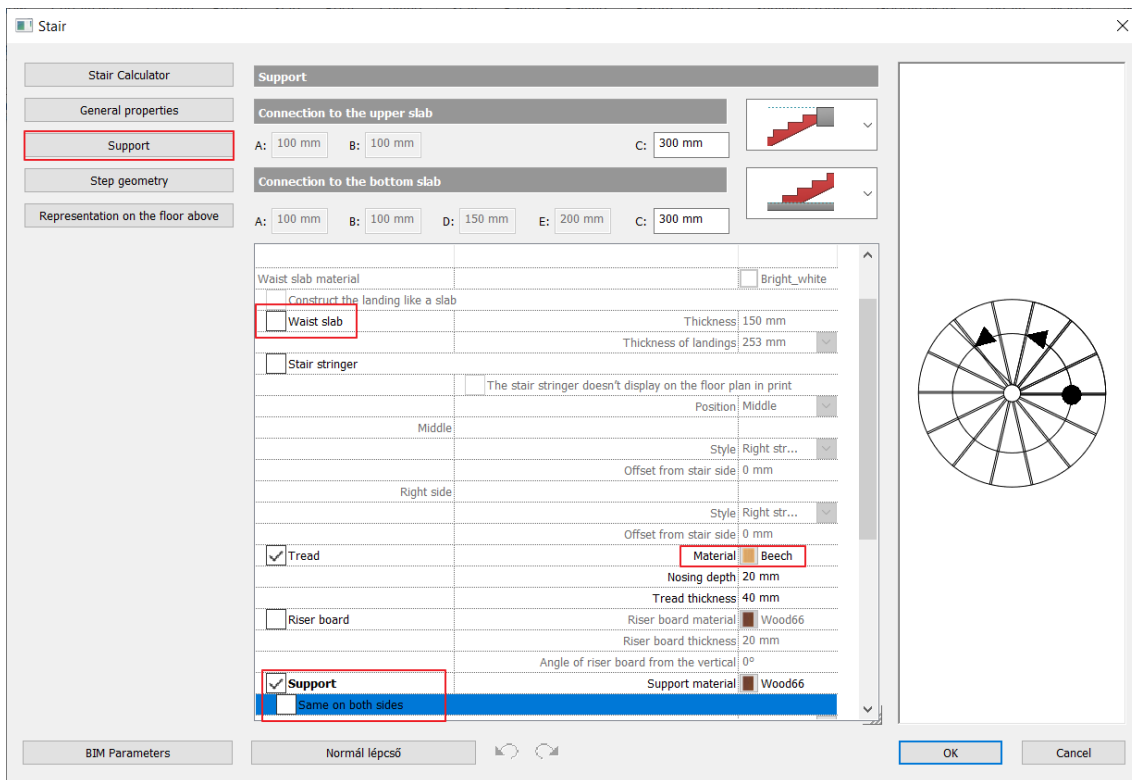 Stair
Stair Calculator
General properties
Support
Step geometry
Representation on the floor above
Support
Connection to the upper slab
A: 100 mm B: 100 mm C: 300 mm
Connection to the bottom slab
A: 100 mm B: 100 mm D: 150 mm E: 200 mm C: 300 mm
Waist slab material Bright_white
Construct the landing like a slab
Waist slab Thickness 150 mm
Thickness of landings 253 mm
Stair stringer
The stair stringer doesn't display on the floor plan in print
Position Middle
Middle
Style Right str...
Offset from stair side 0 mm
Right side
Style Right str...
Offset from stair side 0 mm
Tread Material Beech
Nosing depth 20 mm
Tread thickness 40 mm
Riser board Riser board material Wood66
Riser board thickness 20 mm
Angle of riser board from the vertical 0°
Support Support material Wood66
Same on both sides
BIM Parameters
Normál lépcső
OK
Cancel